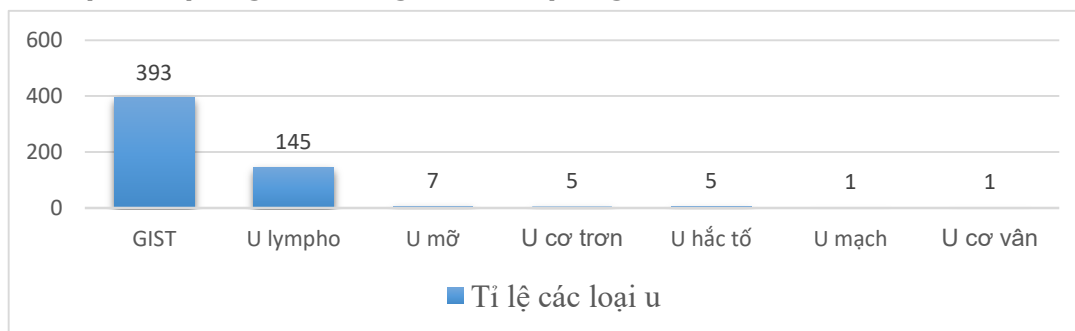 600
393
400
145
200
7 5 5 1 1
0
GIST U lympho U mỡ U cơ trơn U hắc tố U mạch U cơ vân
Tỉ lệ các loại u